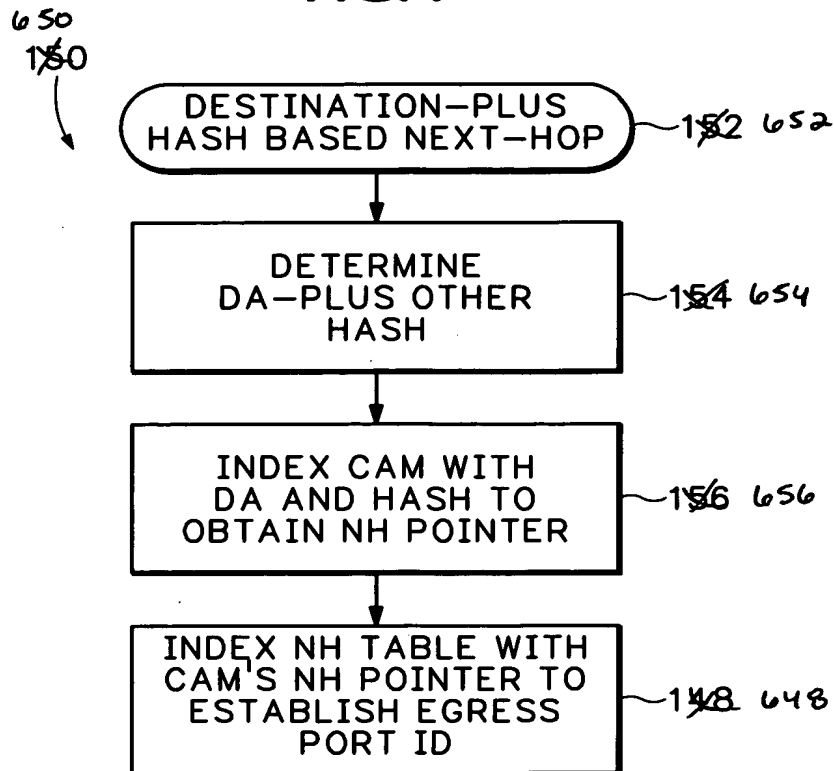 650
150
DESTINATION-PLUS
HASH BASED NEXT-HOP
152 652
DETERMINE
DA-PLUS OTHER
HASH
154 654
INDEX CAM WITH
DA AND HASH TO
OBTAIN NH POINTER
156 656
INDEX NH TABLE WITH
CAM'S NH POINTER TO
ESTABLISH EGRESS
PORT ID
148 648